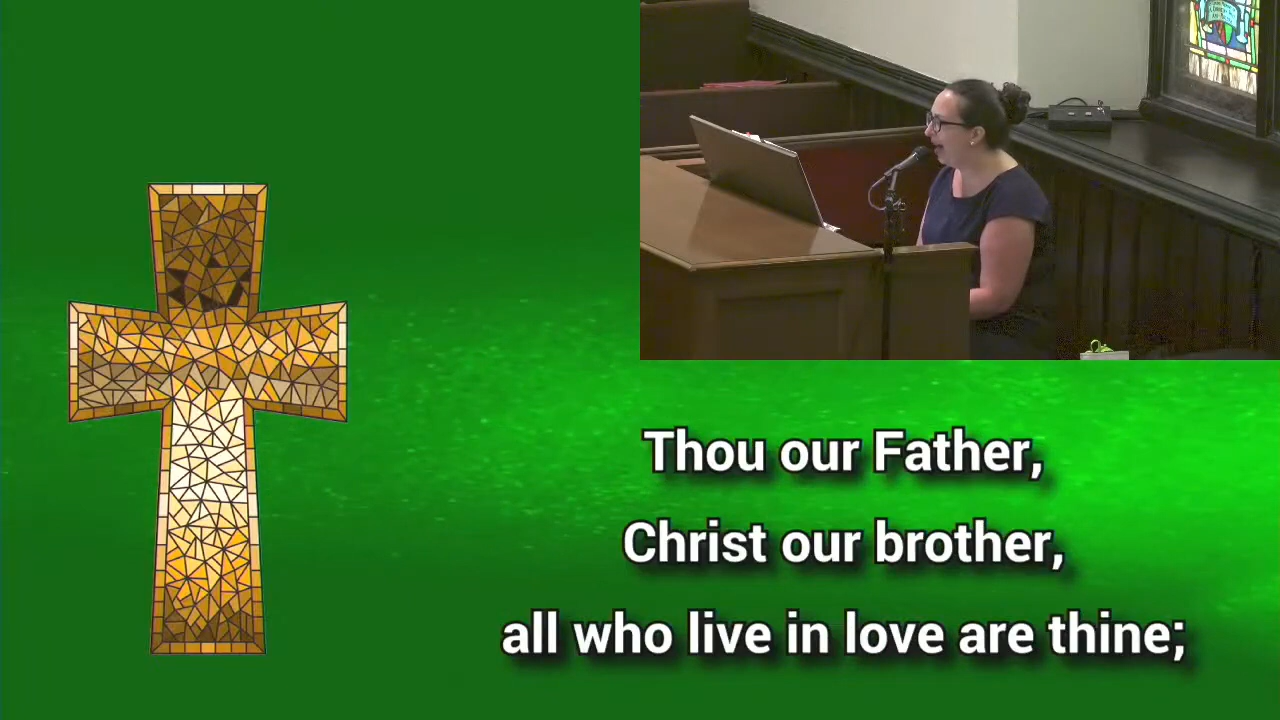 Thou our Father,
Christ our brother,
all who live in love are thine;